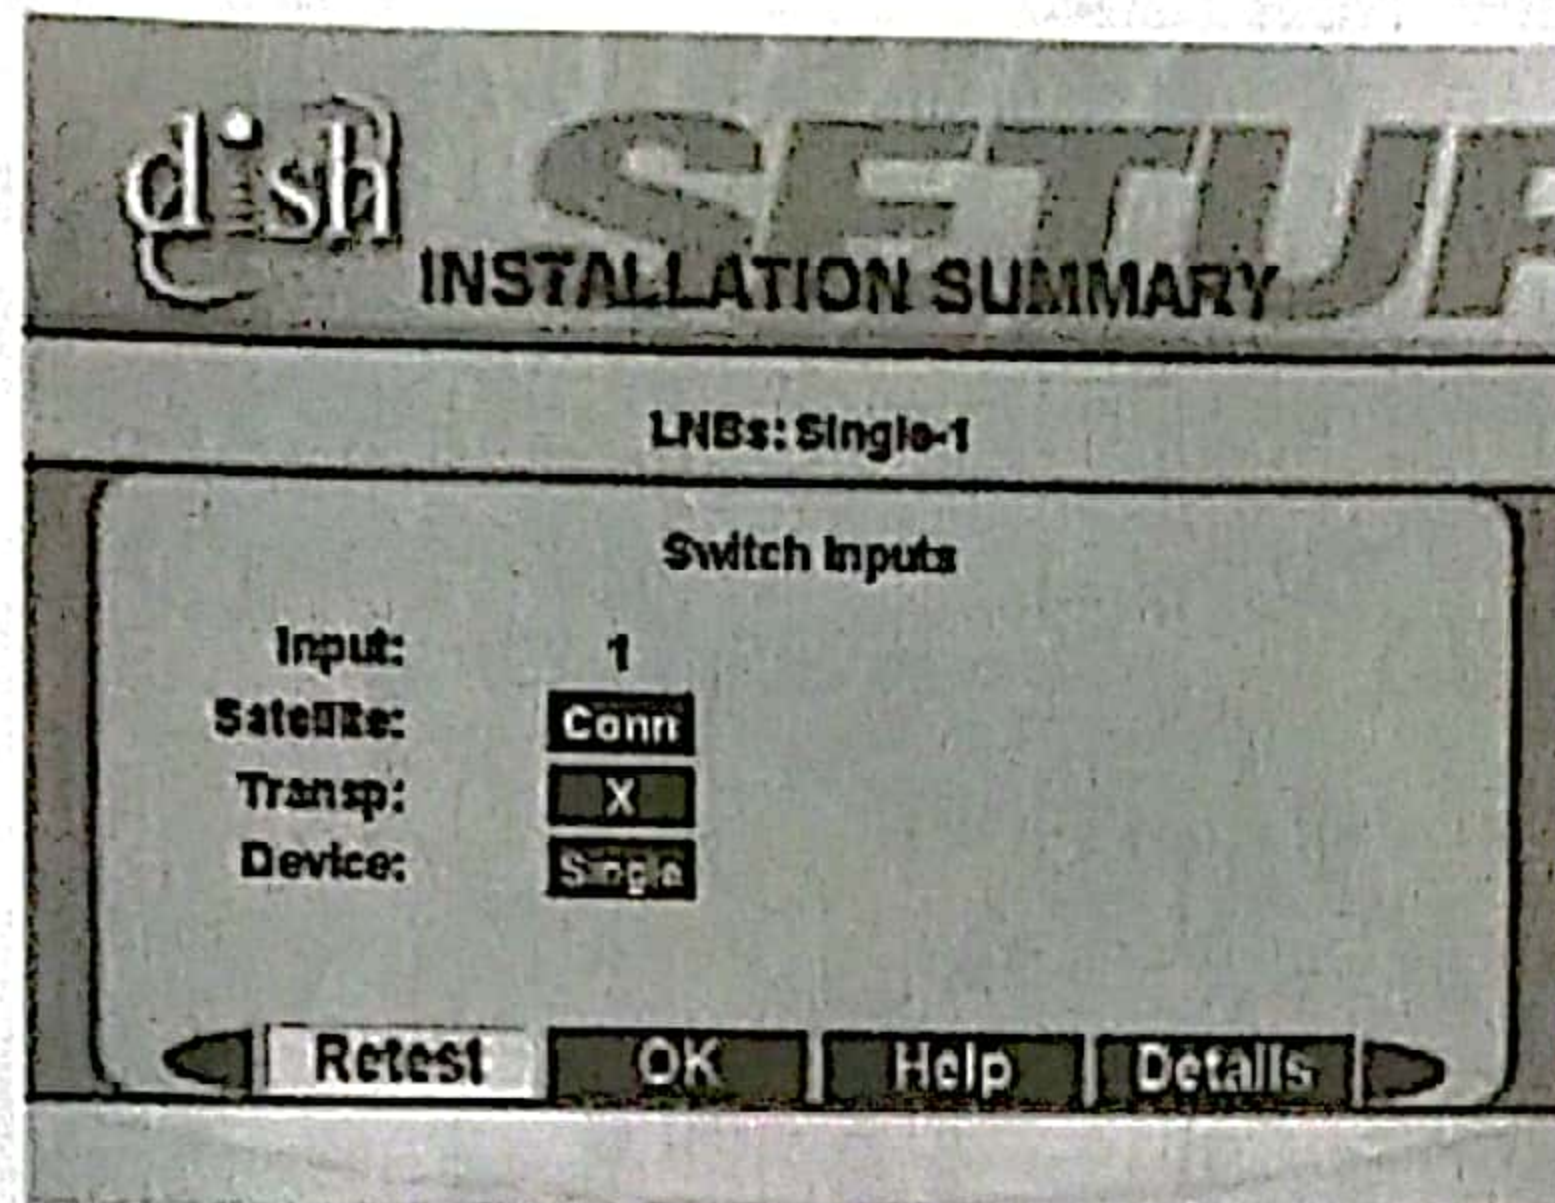 dish SETUP
INSTALLATION SUMMARY
LNBs: Single-1
Switch Inputs
Input: 1
Satellite: Conn
Transp: X
Device: Single
Retest OK Help Details